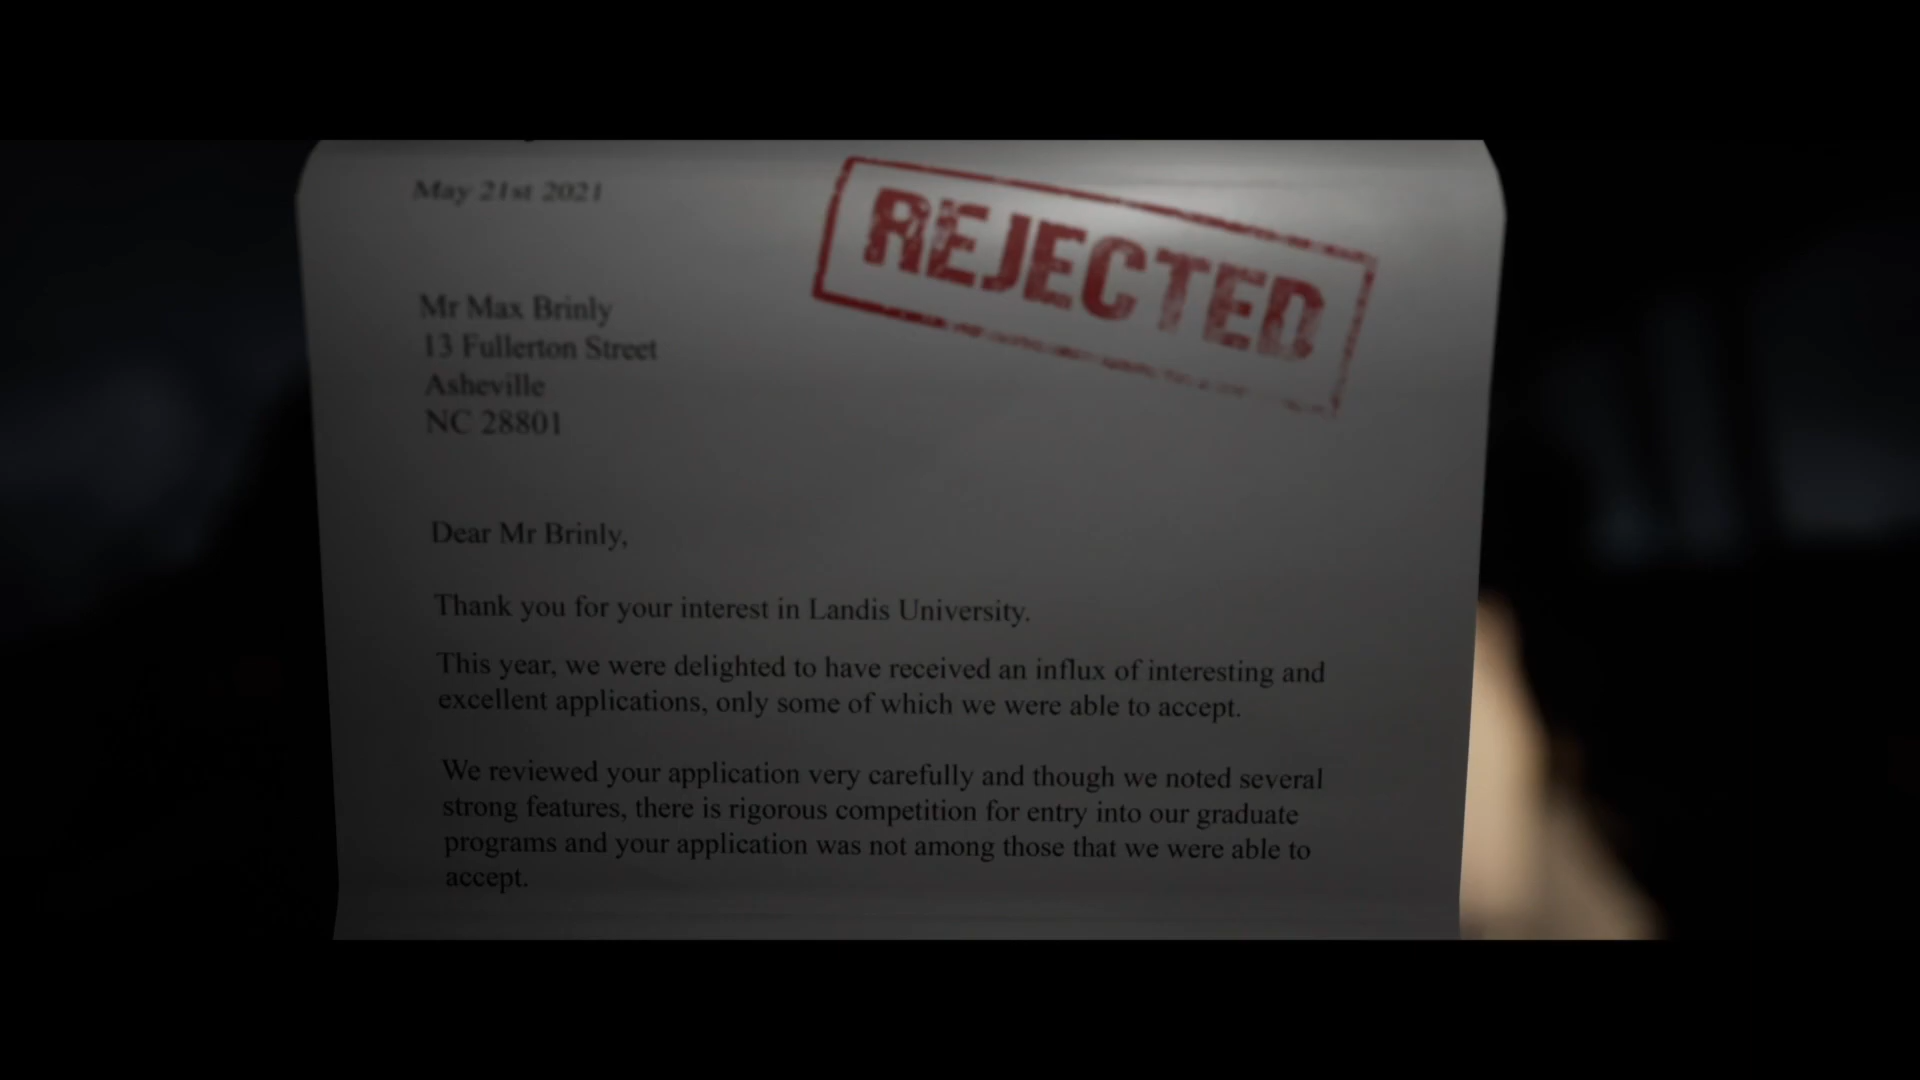 May 21st 2021
REJECTED
Mr Max Brinly
13 Fullerton Street
Asheville
NC 28801
Dear Mr Brinly,
Thank you for your interest in Landis University.
This year, we were delighted to have received an influx of interesting and
excellent applications, only some of which we were able to accept.
We reviewed your application very carefully and though we noted several
strong features, there is rigorous competition for entry into our graduate
programs and your application was not among those that we were able to
accept.